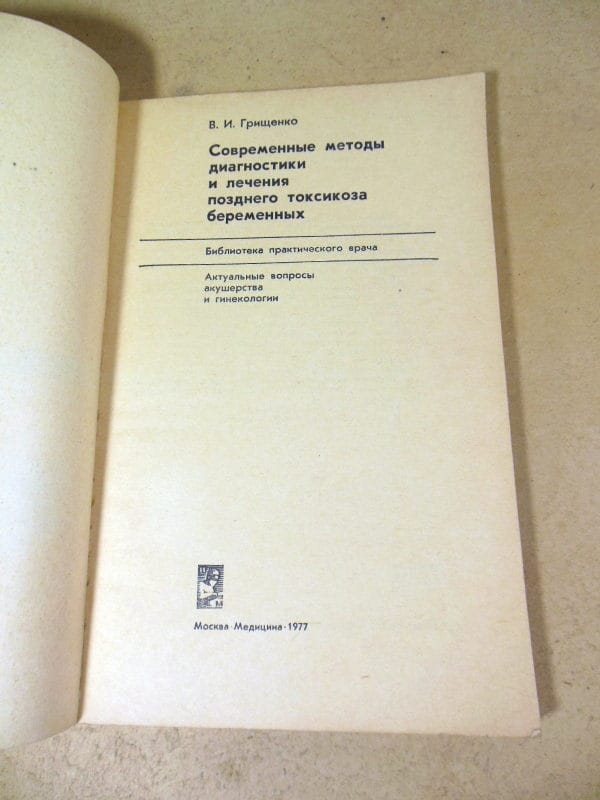 В. И. Грищенко
Современные методы
диагностики
и лечения
позднего токсикоза
беременных
Библиотека практического врача
Актуальные вопросы
акушерства
и гинекологии
Москва · Медицина · 1977